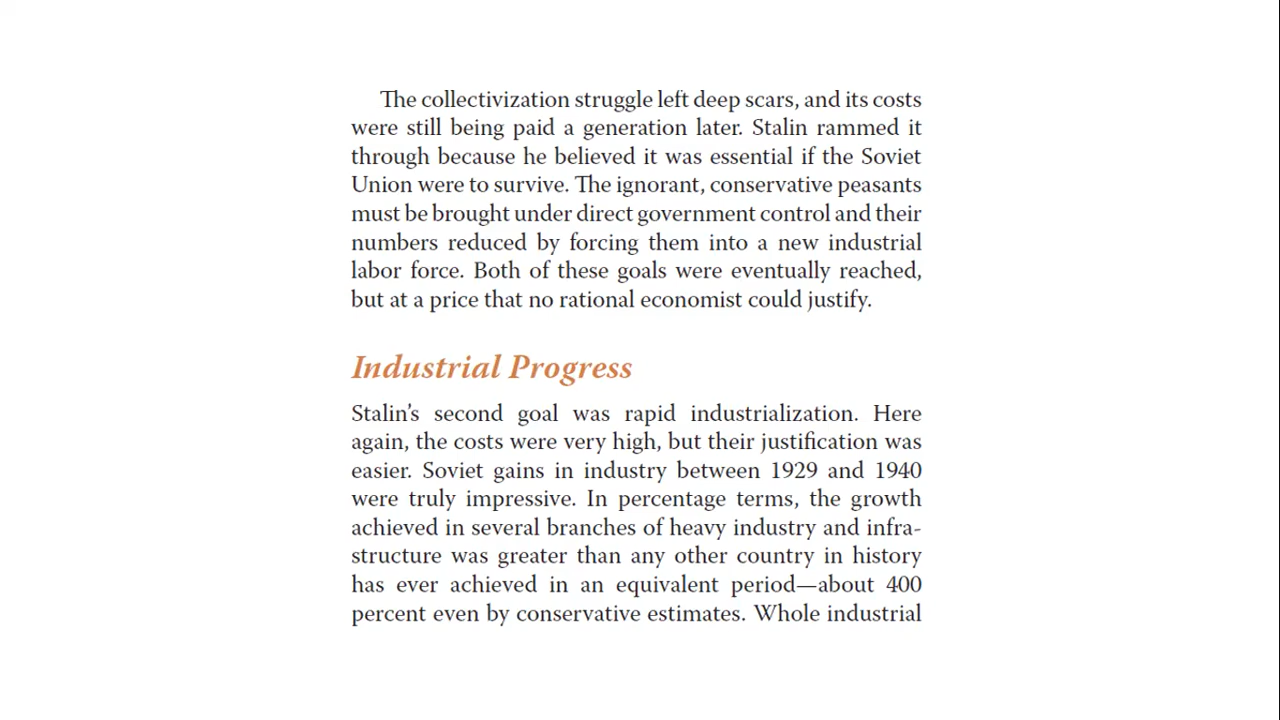 The collectivization struggle left deep scars, and its costs
were still being paid a generation later. Stalin rammed it
through because he believed it was essential if the Soviet
Union were to survive. The ignorant, conservative peasants
must be brought under direct government control and their
numbers reduced by forcing them into a new industrial
labor force. Both of these goals were eventually reached,
but at a price that no rational economist could justify.
Industrial Progress
Stalin’s second goal was rapid industrialization. Here
again, the costs were very high, but their justification was
easier. Soviet gains in industry between 1929 and 1940
were truly impressive. In percentage terms, the growth
achieved in several branches of heavy industry and infra-
structure was greater than any other country in history
has ever achieved in an equivalent period—about 400
percent even by conservative estimates. Whole industrial